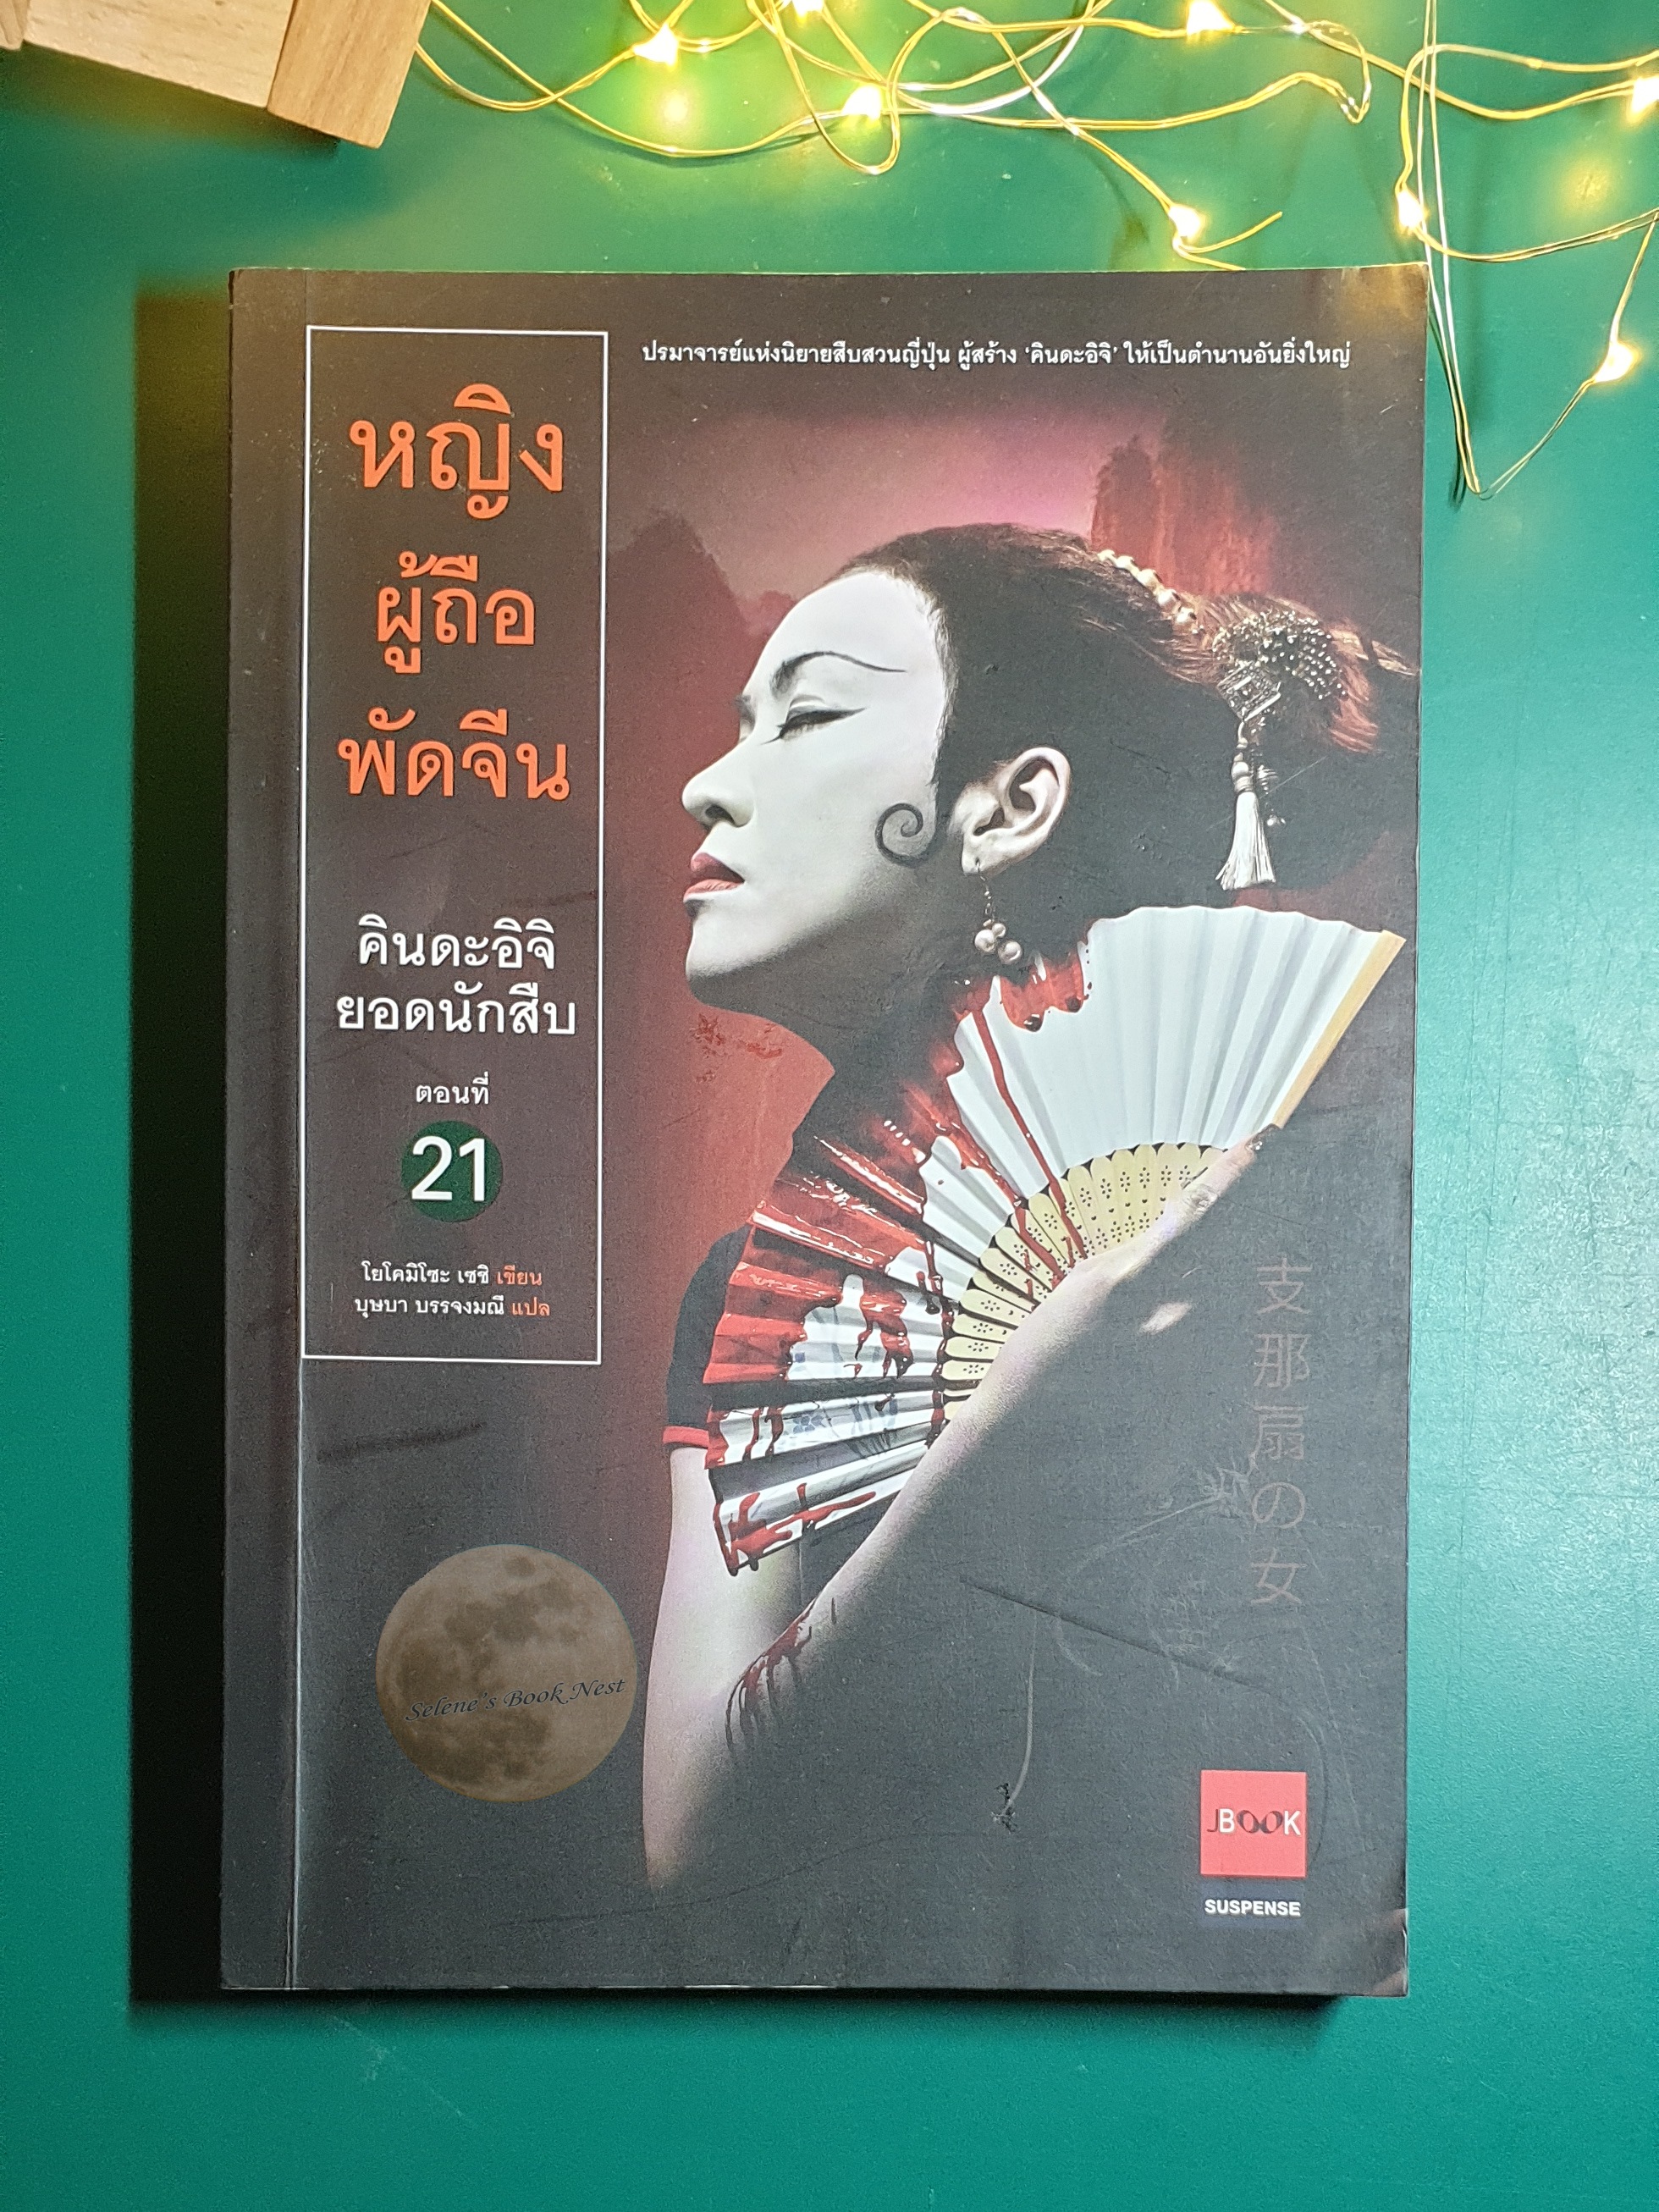 ปรมาจารย์แห่งนิยายสืบสวนญี่ปุ่น ผู้สร้าง ‘คินดะอิจิ’ ให้เป็นตำนานอันยิ่งใหญ่
หญิง
ผู้ถือ
พัดจีน
คินดะอิจิ
ยอดนักสืบ
ตอนที่
21
โยโคมิโซะ เซชิ เขียน
บุษบา บรรจงมณี แปล
支那扇の女
Selene's Book Nest
JBOOK
SUSPENSE